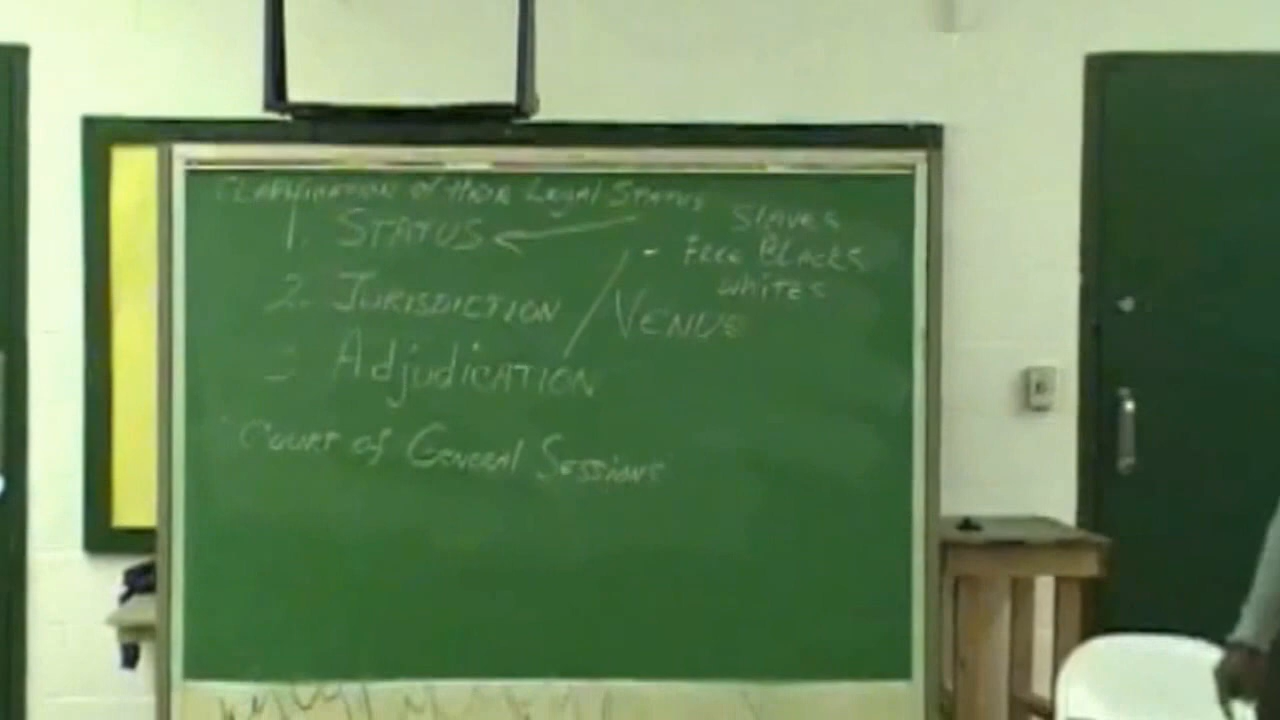 Clarification of their Legal Status
1. STATUS
Slaves
- Free Blacks
Whites
2. JURISDICTION / VENUE
3 AdjudiCATION
Court of General Sessions